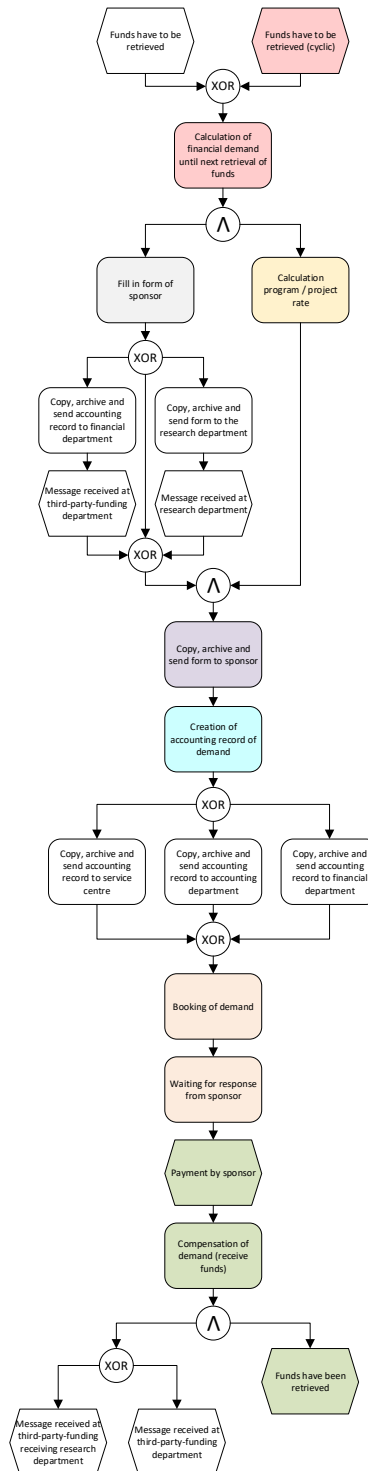 Funds have to be
retrieved
Funds have to be
retrieved (cyclic)
XOR
Calculation of
financial demand
until next retrieval of
funds
Λ
Fill in form of
sponsor
Calculation
program / project
rate
XOR
Copy, archive and
send accounting
record to financial
department
Copy, archive and
send form to the
research department
Message received at
third-party-funding
department
Message received at
research department
XOR
Λ
Copy, archive and
send form to sponsor
Creation of
accounting record of
demand
XOR
Copy, archive and
send accounting
record to service
centre
Copy, archive and
send accounting
record to accounting
department
Copy, archive and
send accounting
record to financial
department
XOR
Booking of demand
Waiting for response
from sponsor
Payment by sponsor
Compensation of
demand (receive
funds)
Λ
XOR
Funds have been
retrieved
Message received at
third-party-funding
receiving research
department
Message received at
third-party-funding
department